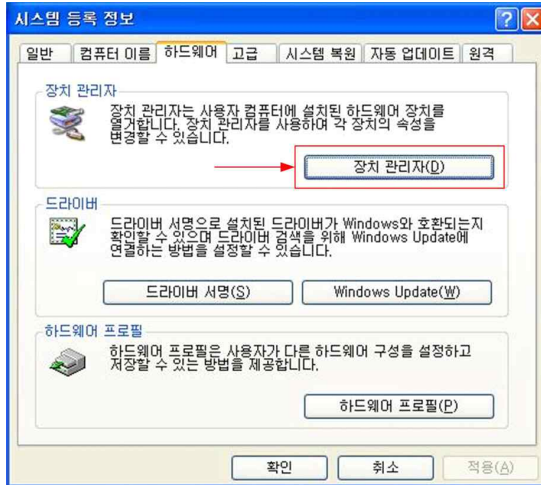 시스템 등록 정보
일반 컴퓨터 이름 하드웨어 고급 시스템 복원 자동 업데이트 원격
장치 관리자
장치 관리자는 사용자 컴퓨터에 설치된 하드웨어 장치를
열거합니다. 장치 관리자를 사용하여 각 장치의 속성을
변경할 수 있습니다.
장치 관리자(D)
드라이버
드라이버 서명으로 설치된 드라이버가 Windows와 호환되는지
확인할 수 있으며 드라이버 검색을 위해 Windows Update에
연결하는 방법을 설정할 수 있습니다.
드라이버 서명(S) Windows Update(W)
하드웨어 프로필
하드웨어 프로필은 사용자가 다른 하드웨어 구성을 설정하고
저장할 수 있는 방법을 제공합니다.
하드웨어 프로필(P)
확인 취소 적용(A)